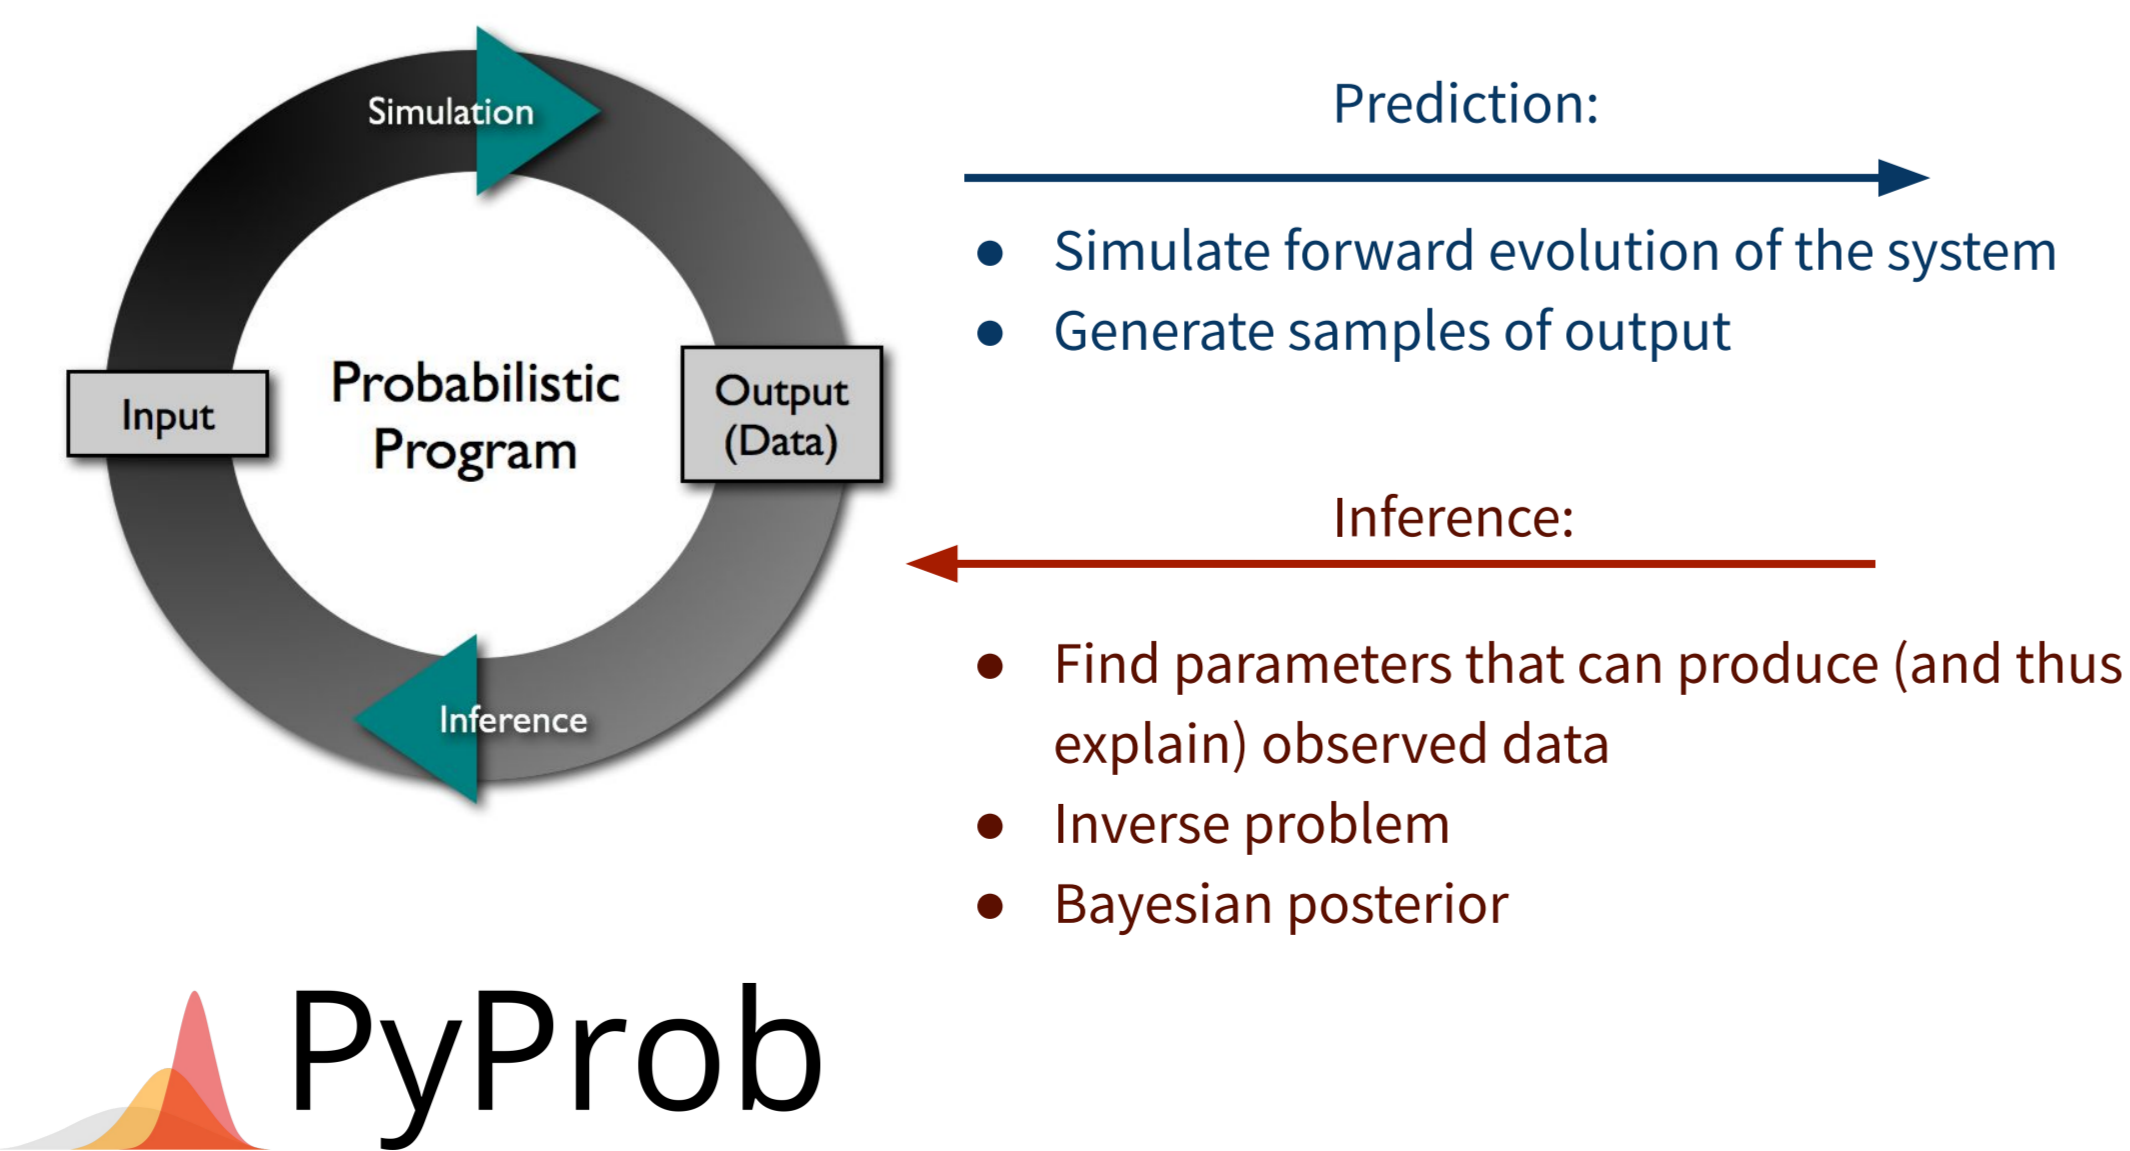 Simulation
Input
Probabilistic
Program
Output
(Data)
Inference
Prediction:
● Simulate forward evolution of the system
● Generate samples of output
Inference:
● Find parameters that can produce (and thus
explain) observed data
● Inverse problem
● Bayesian posterior
PyProb